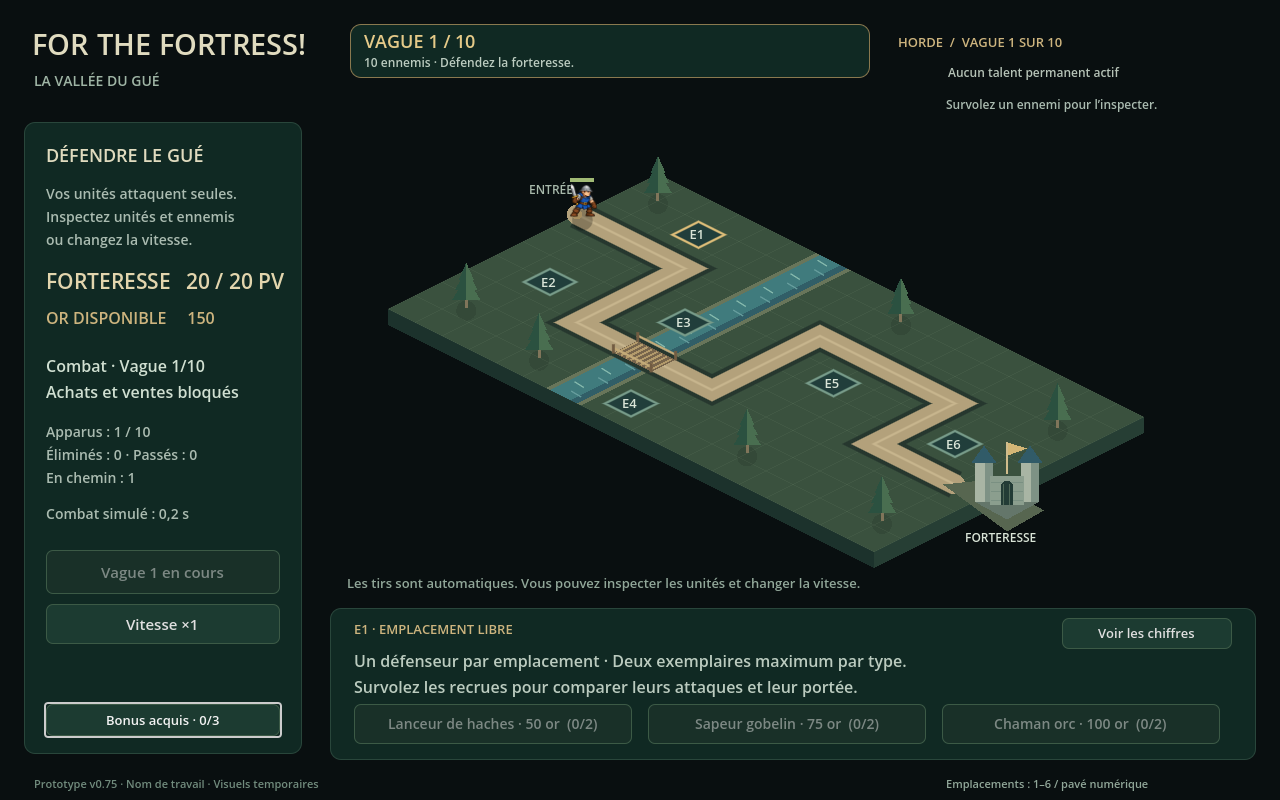 FOR THE FORTRESS!
LA VALLÉE DU GUÉ
VAGUE 1 / 10
10 ennemis · Défendez la forteresse.
HORDE / VAGUE 1 SUR 10
Aucun talent permanent actif
Survolez un ennemi pour l’inspecter.
DÉFENDRE LE GUÉ
Vos unités attaquent seules.
Inspectez unités et ennemis
ou changez la vitesse.
FORTERESSE 20 / 20 PV
OR DISPONIBLE 150
Combat · Vague 1/10
Achats et ventes bloqués
Apparus : 1 / 10
Éliminés : 0 · Passés : 0
En chemin : 1
Combat simulé : 0,2 s
Vague 1 en cours
Vitesse ×1
Bonus acquis · 0/3
ENTRÉE
E1
E2
E3
E4
E5
E6
FORTERESSE
Les tirs sont automatiques. Vous pouvez inspecter les unités et changer la vitesse.
E1 · EMPLACEMENT LIBRE
Voir les chiffres
Un défenseur par emplacement · Deux exemplaires maximum par type.
Survolez les recrues pour comparer leurs attaques et leur portée.
Lanceur de haches · 50 or (0/2)
Sapeur gobelin · 75 or (0/2)
Chaman orc · 100 or (0/2)
Prototype v0.75 · Nom de travail · Visuels temporaires
Emplacements : 1–6 / pavé numérique